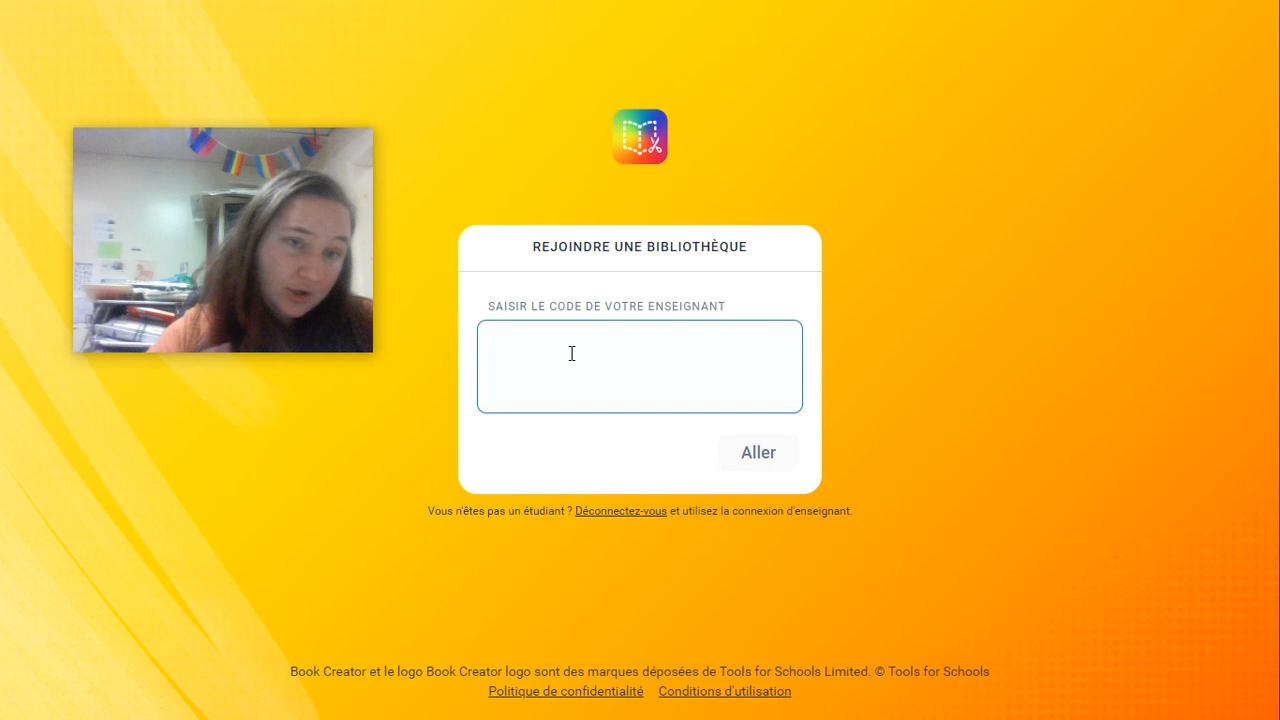 REJOINDRE UNE BIBLIOTHÈQUE
SAISIR LE CODE DE VOTRE ENSEIGNANT
Aller
Vous n'êtes pas un étudiant ? Déconnectez-vous et utilisez la connexion d'enseignant.
Book Creator et le logo Book Creator logo sont des marques déposées de Tools for Schools Limited. © Tools for Schools
Politique de confidentialité Conditions d'utilisation